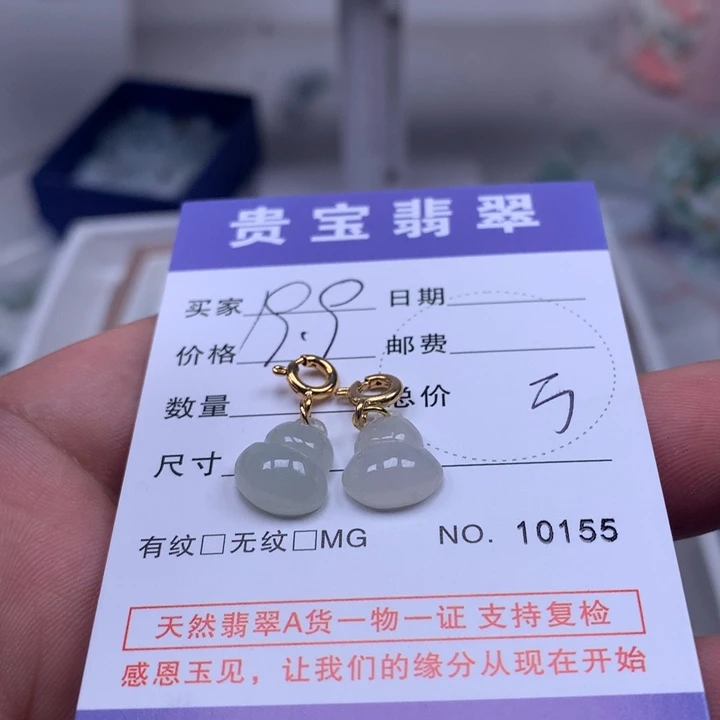 贵宝翡翠
买家 日期
价格 邮费
数量 总价
尺寸
有纹□无纹□MG NO. 10155
天然翡翠A货一物一证 支持复检
感恩玉见，让我们的缘分从现在开始